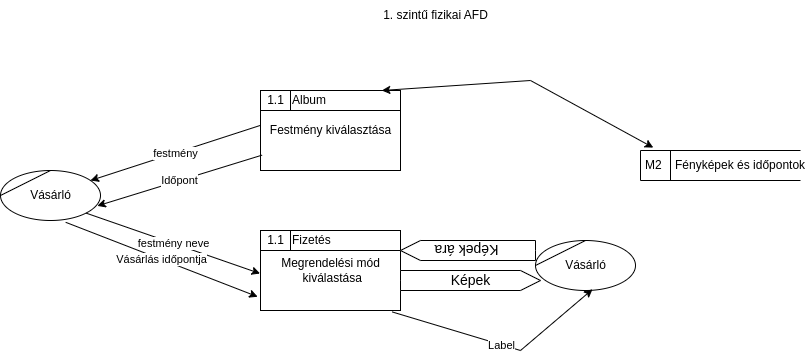 1. szintű fizikai AFD
1.1 Album
Festmény kiválasztása
festmény
Időpont
M2 Fényképek és időpontok
Vásárló
1.1 Fizetés
Megrendelési mód
kiválastása
festmény neve
Vásárlás időpontja
Képek ára
Képek
Vásárló
Label